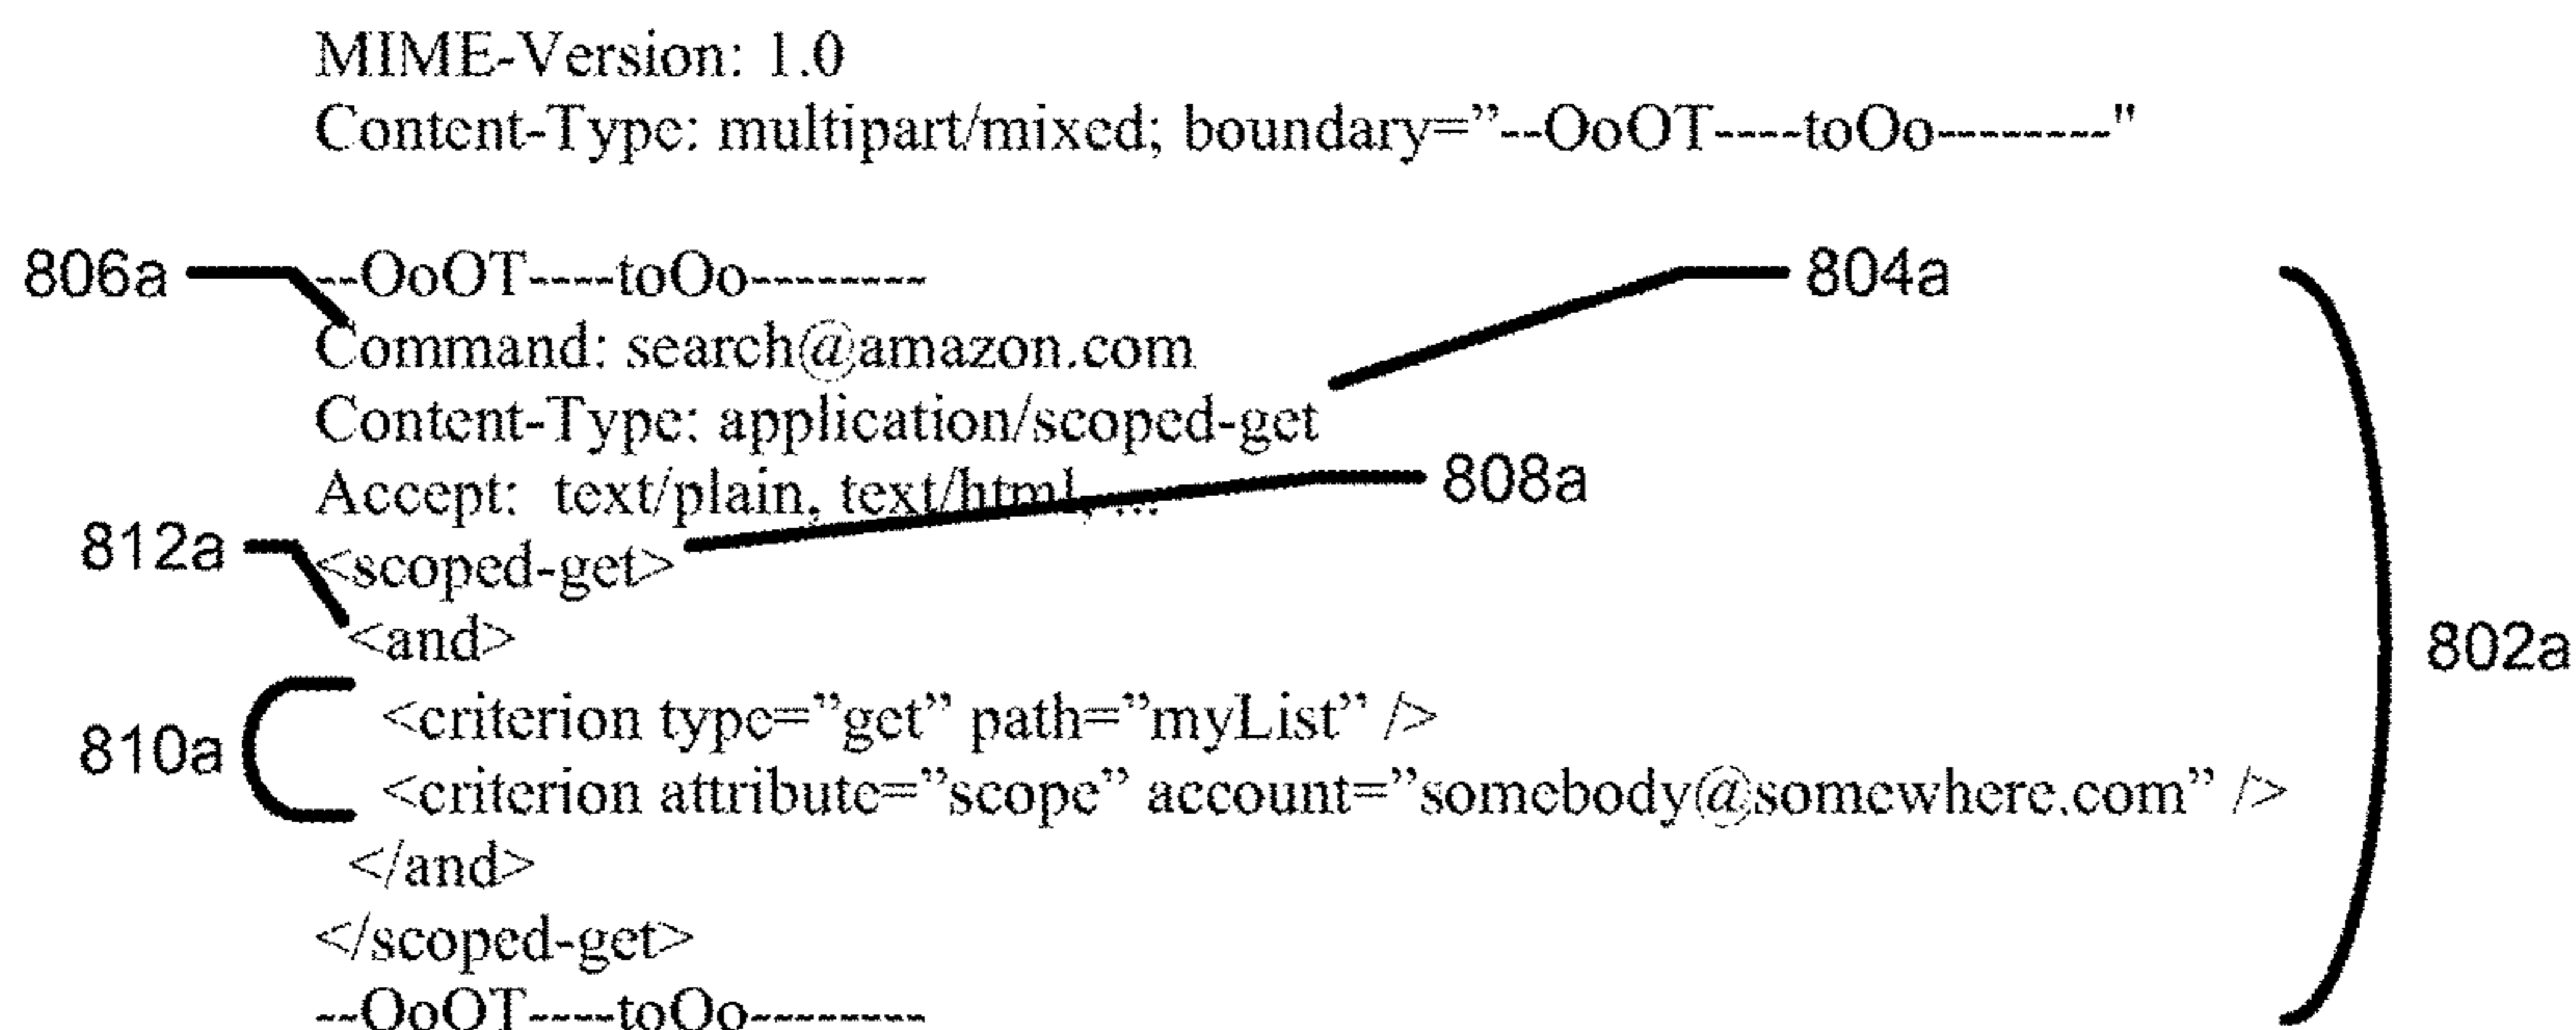 MIME-Version: 1.0
Content-Type: multipart/mixed; boundary=”--OoOT----toOo--------"
806a
--OoOT----toOo--------
804a
Command: search@amazon.com
Content-Type: application/scoped-get
Accept:  text/plain, text/html, ...
808a
812a
<scoped-get>
<and>
802a
810a
<criterion type=”get” path=”myList” />
<criterion attribute=”scope” account=”somebody@somewhere.com” />
</and>
</scoped-get>
--OoOT----toOo--------